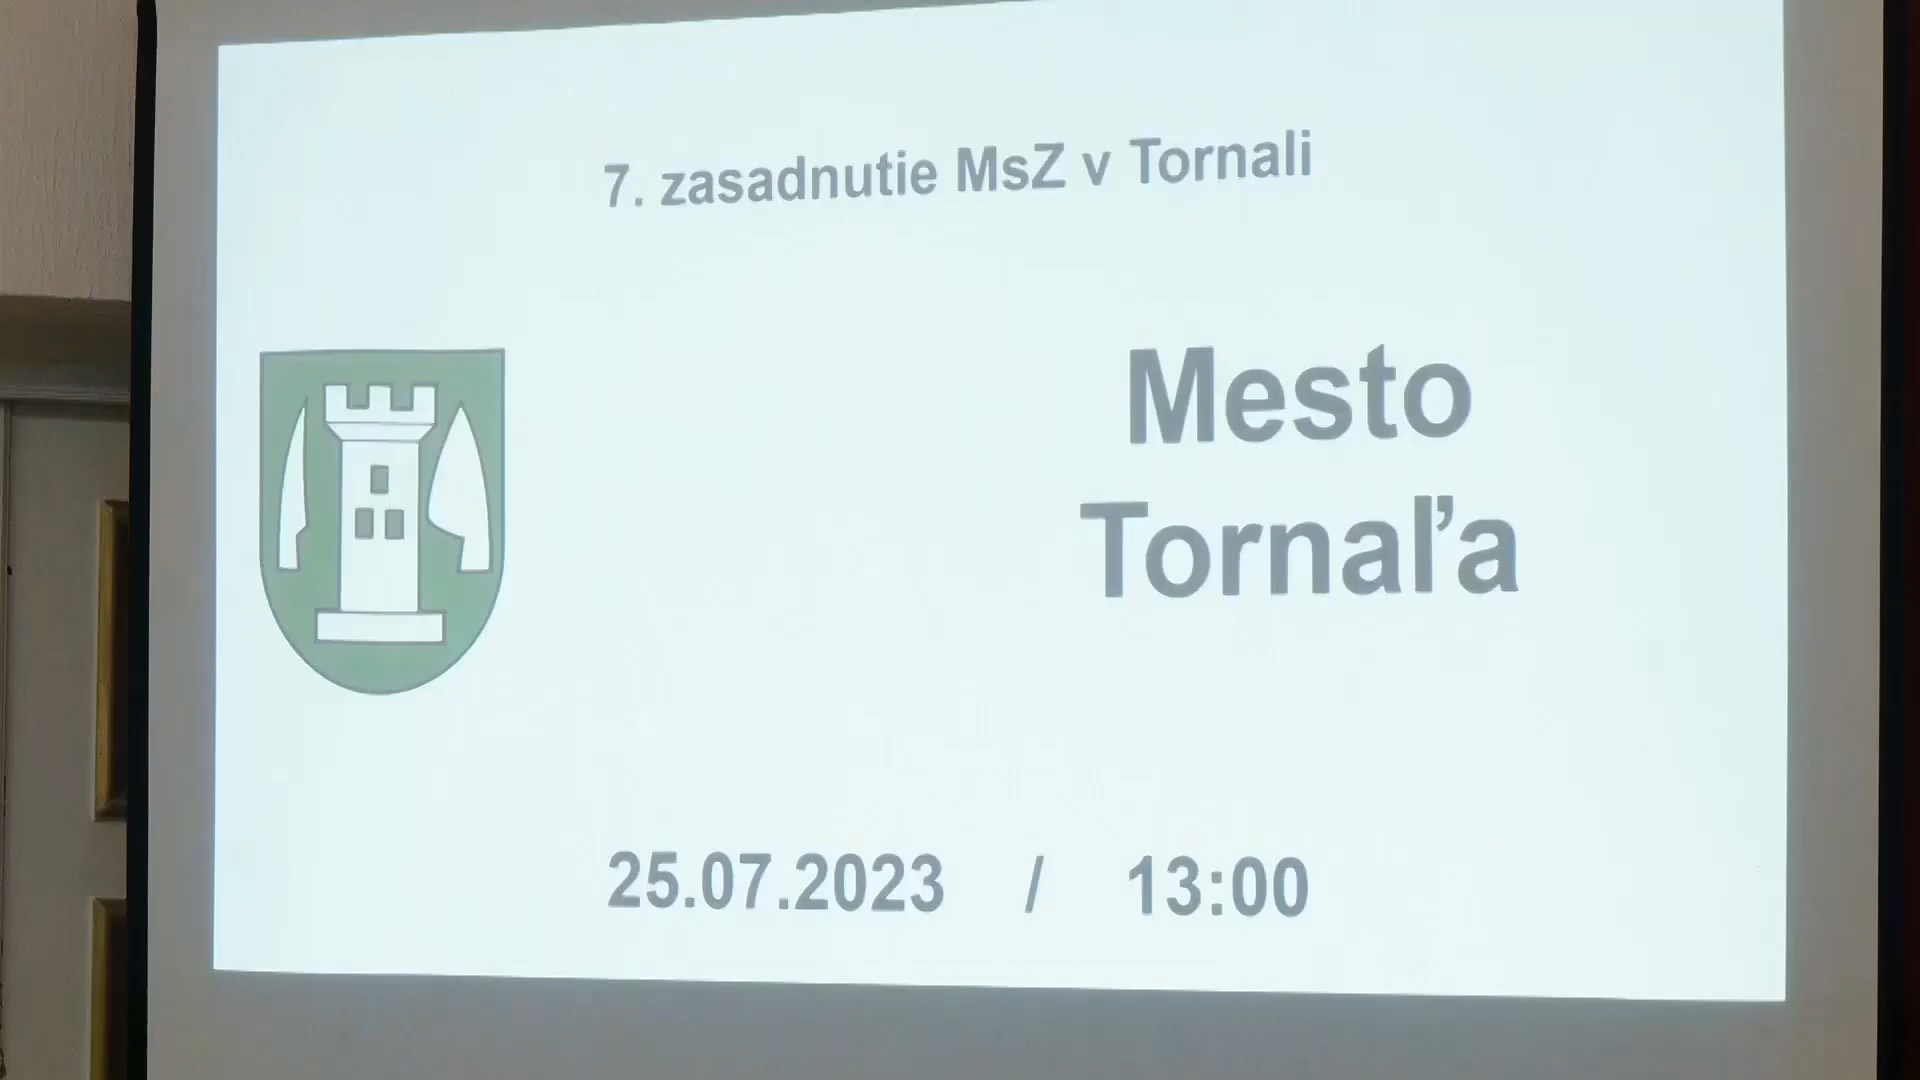 7. zasadnutie MsZ v Tornali
Mesto
Tornaľa
25.07.2023 / 13:00